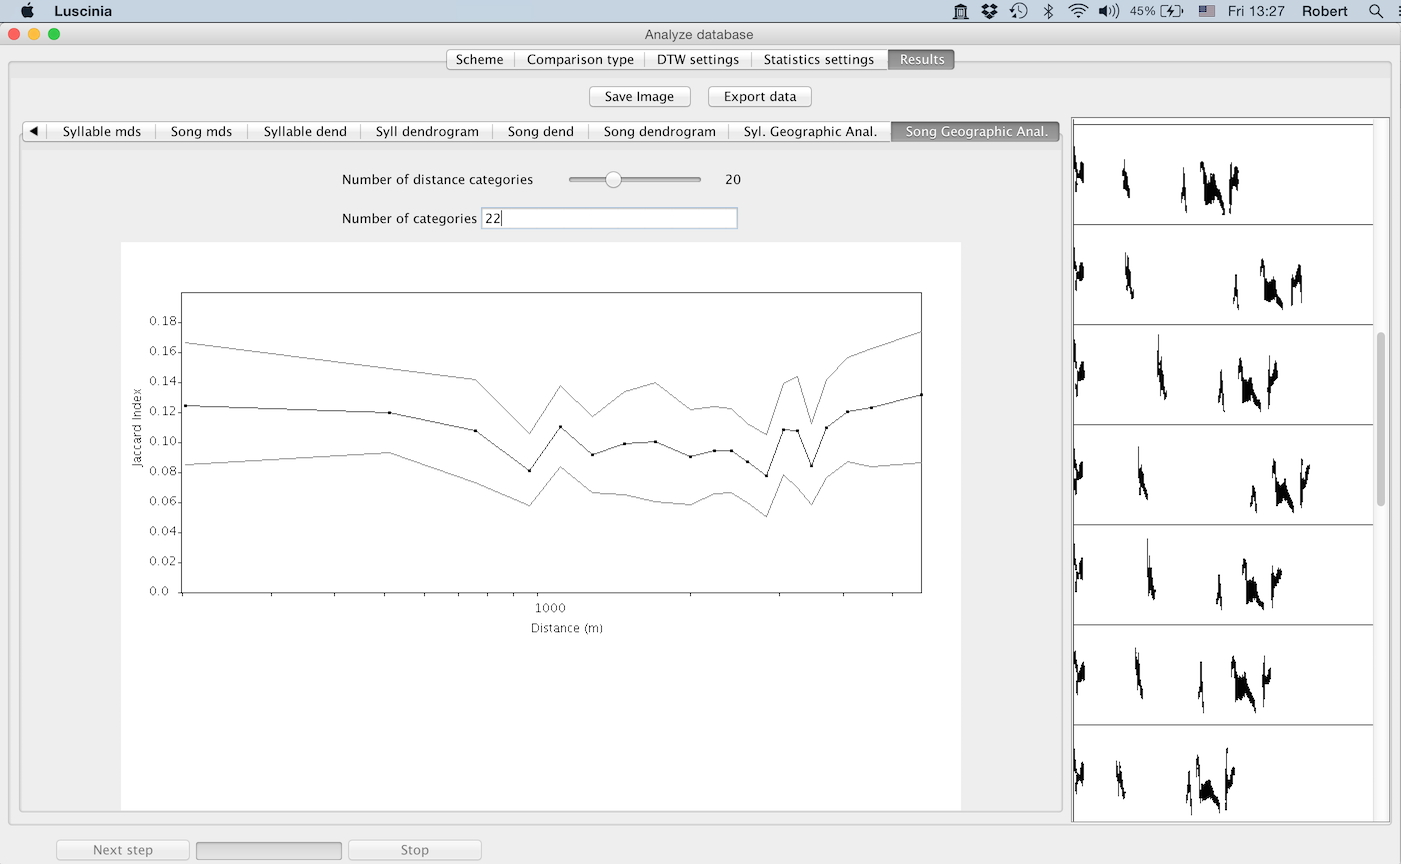 Luscinia 45% Fri 13:27 Robert
Analyze database
Scheme Comparison type DTW settings Statistics settings Results
Save Image Export data
Syllable mds Song mds Syllable dend Syll dendrogram Song dend Song dendrogram Syl. Geographic Anal. Song Geographic Anal.
Number of distance categories 20
Number of categories 22
0.18
0.16
0.14
0.12
0.10
0.08
0.06
0.04
0.02
0.0
Jaccard Index
1000
Distance (m)
Next step Stop